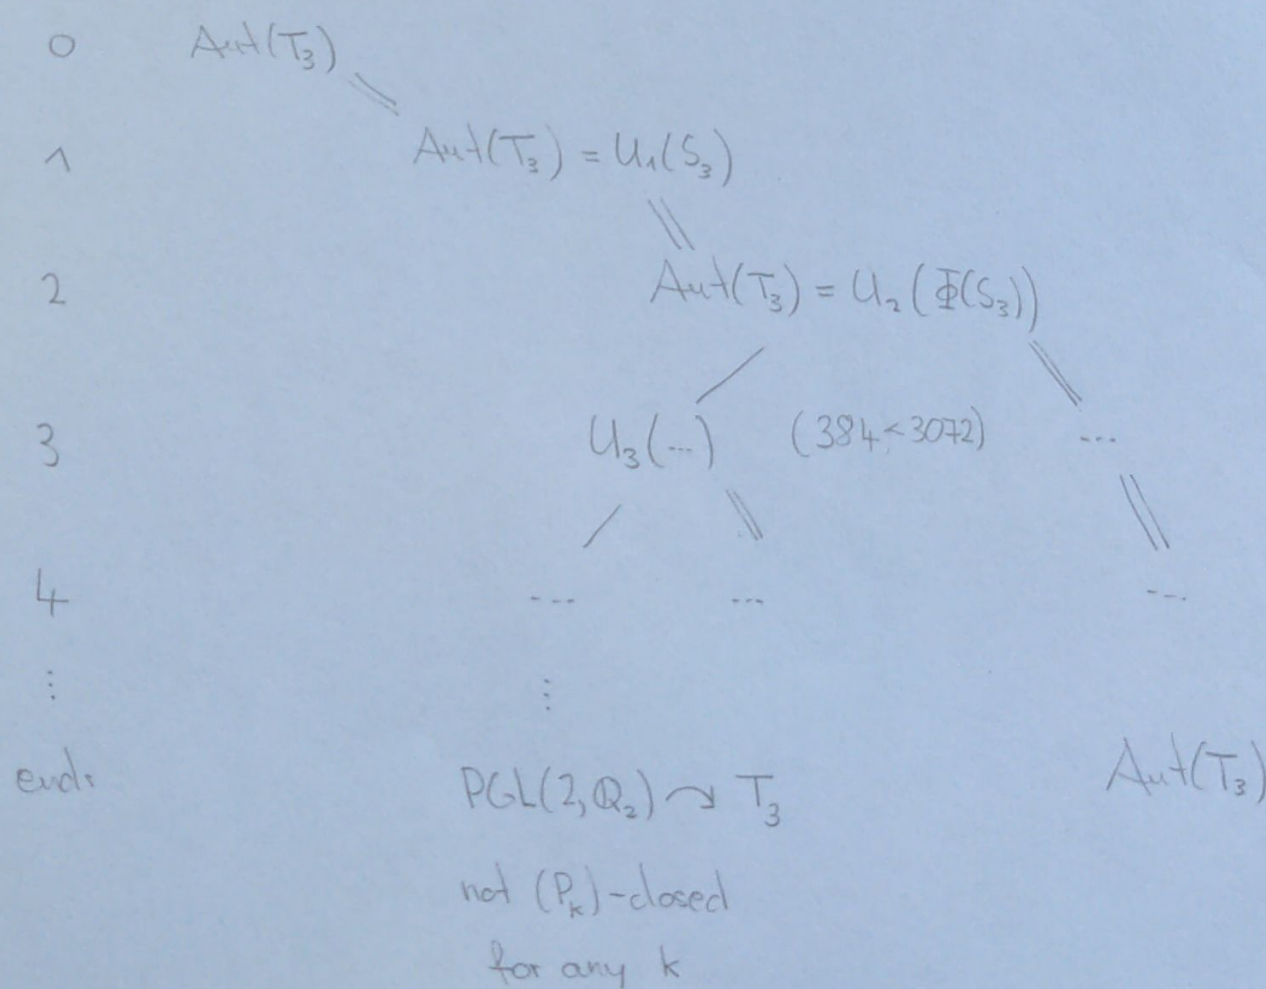 0 Aut(T₃)
1 Aut(T₃) = U₁(S₃)
2 Aut(T₃) = U₂(Φ(S₃))
3 U₃(...) (384<3072) ...
4 --- --- ---
⋮ ⋮
ends PGL(2,ℚ₂) ↷ T₃ Aut(T₃)
not (Pₖ)-closed
for any k